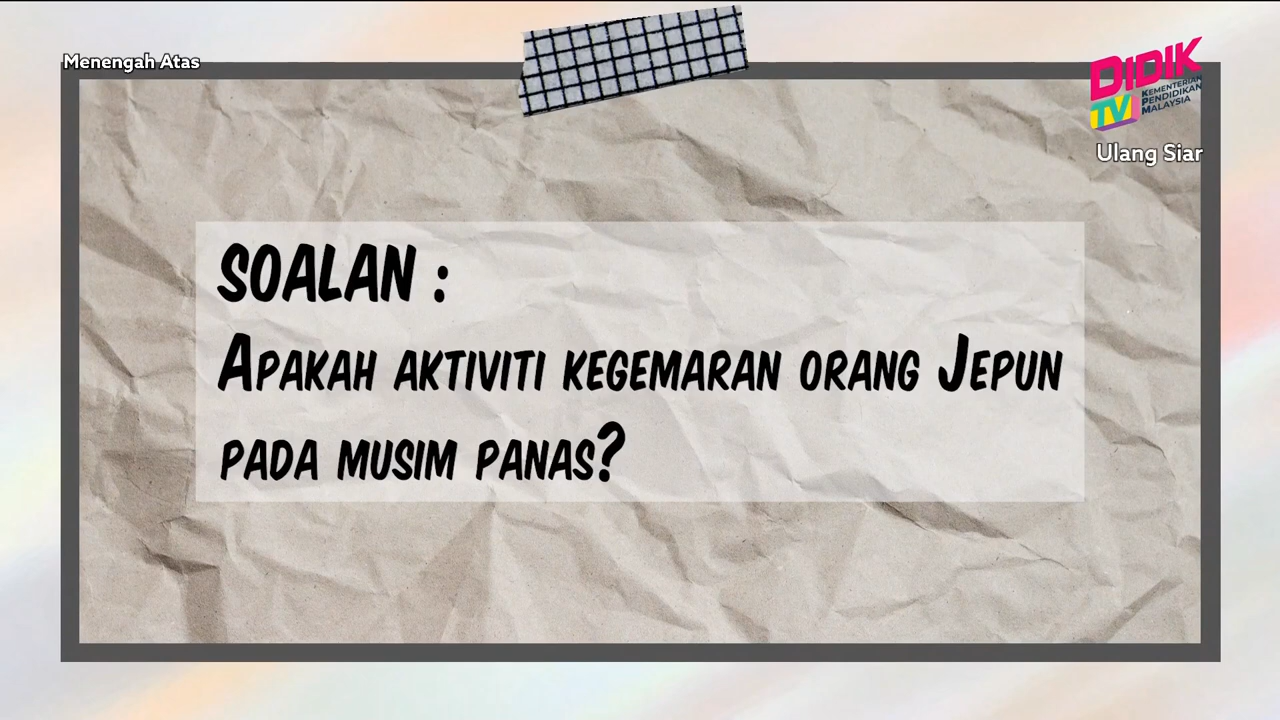 Menengah Atas
DIDIK
TV
KEMENTERIAN
PENDIDIKAN
MALAYSIA
Ulang Siar
SOALAN :
APAKAH AKTIVITI KEGEMARAN ORANG JEPUN
PADA MUSIM PANAS?